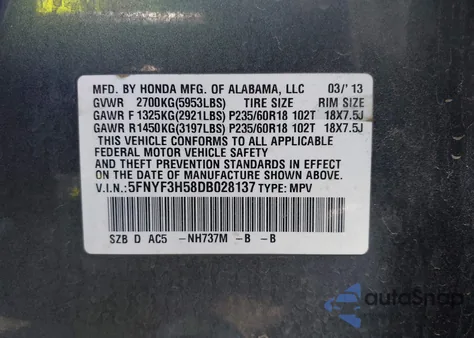 MFD. BY HONDA MFG. OF ALABAMA, LLC 03/'13
GVWR 2700KG(5953LBS) TIRE SIZE RIM SIZE
GAWR F 1325KG(2921LBS) P235/60R18 102T 18X7.5J
GAWR R1450KG(3197LBS) P235/60R18 102T 18X7.5J
THIS VEHICLE CONFORMS TO ALL APPLICABLE
FEDERAL MOTOR VEHICLE SAFETY
AND THEFT PREVENTION STANDARDS IN EFFECT
ON THE DATE OF MANUFACTURE SHOWN ABOVE.
V.I.N.: 5FNYF3H58DB028137 TYPE: MPV
SZB D AC5 -NH737M -B -B
autoSnap